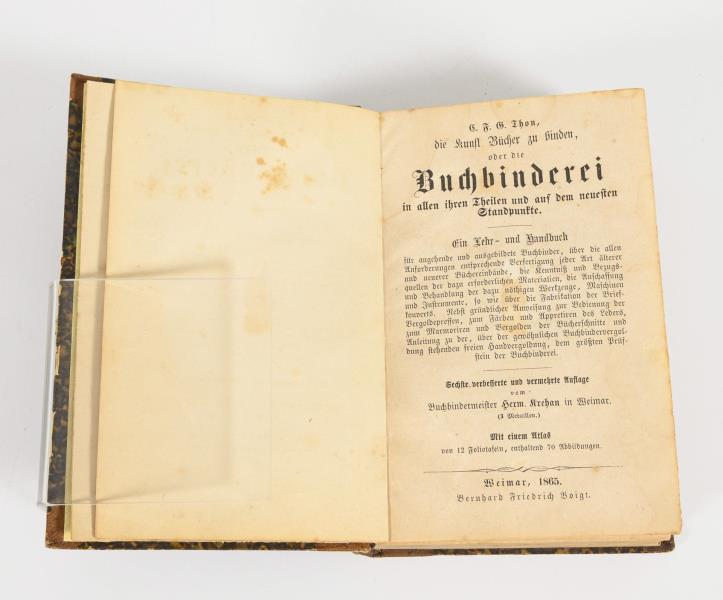 C. F. G. Thon,
die Kunst Bücher zu binden,
oder die
Buchbinderei
in allen ihren Theilen und auf dem neuesten
Standpunkte.
Ein Lehr- und Handbuch
für angehende und ausgebildete Buchbinder, über die allen
Anforderungen entsprechende Verfertigung jeder Art älterer
und neuerer Büchereinbände, die Kenntniß und Bezugs-
quellen der dazu erforderlichen Materialien, die Anschaffung
und Behandlung der dazu nöthigen Werkzeuge, Maschinen
und Instrumente, so wie über die Fabrikation der Brief-
kouverts. Nebst gründlicher Anweisung zur Bedienung der
Vergoldepressen, zum Färben und Appretiren des Leders,
zum Marmoriren und Vergolden der Bücherschnitte und
Anleitung zu der, über der gewöhnlichen Buchbindervergol-
dung stehenden freien Handvergoldung, dem größten Prüf-
stein der Buchbinderei.
Sechste verbesserte und vermehrte Auflage
vom
Buchbindermeister Herm. Krehan in Weimar.
(3 Medaillen.)
Mit einem Atlas
von 12 Foliotafeln, enthaltend 70 Abbildungen.
Weimar, 1865.
Bernhard Friedrich Voigt.